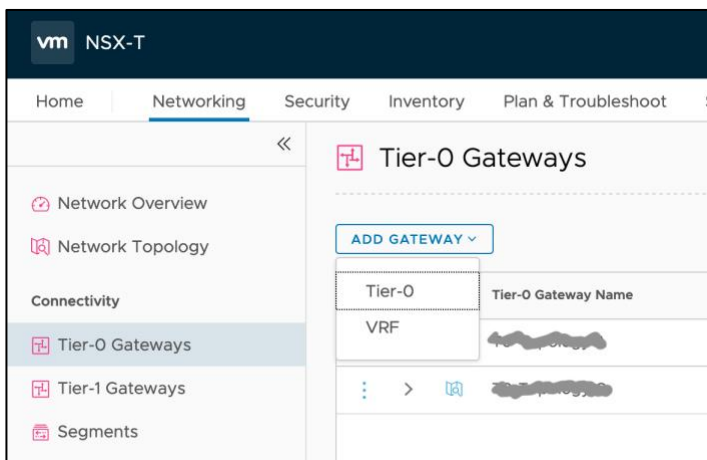 vm NSX-T
Home Networking Security Inventory Plan & Troubleshoot
Tier-0 Gateways
Network Overview
Network Topology
ADD GATEWAY
Tier-0
VRF
Tier-0 Gateway Name
Connectivity
Tier-0 Gateways
Tier-1 Gateways
Segments